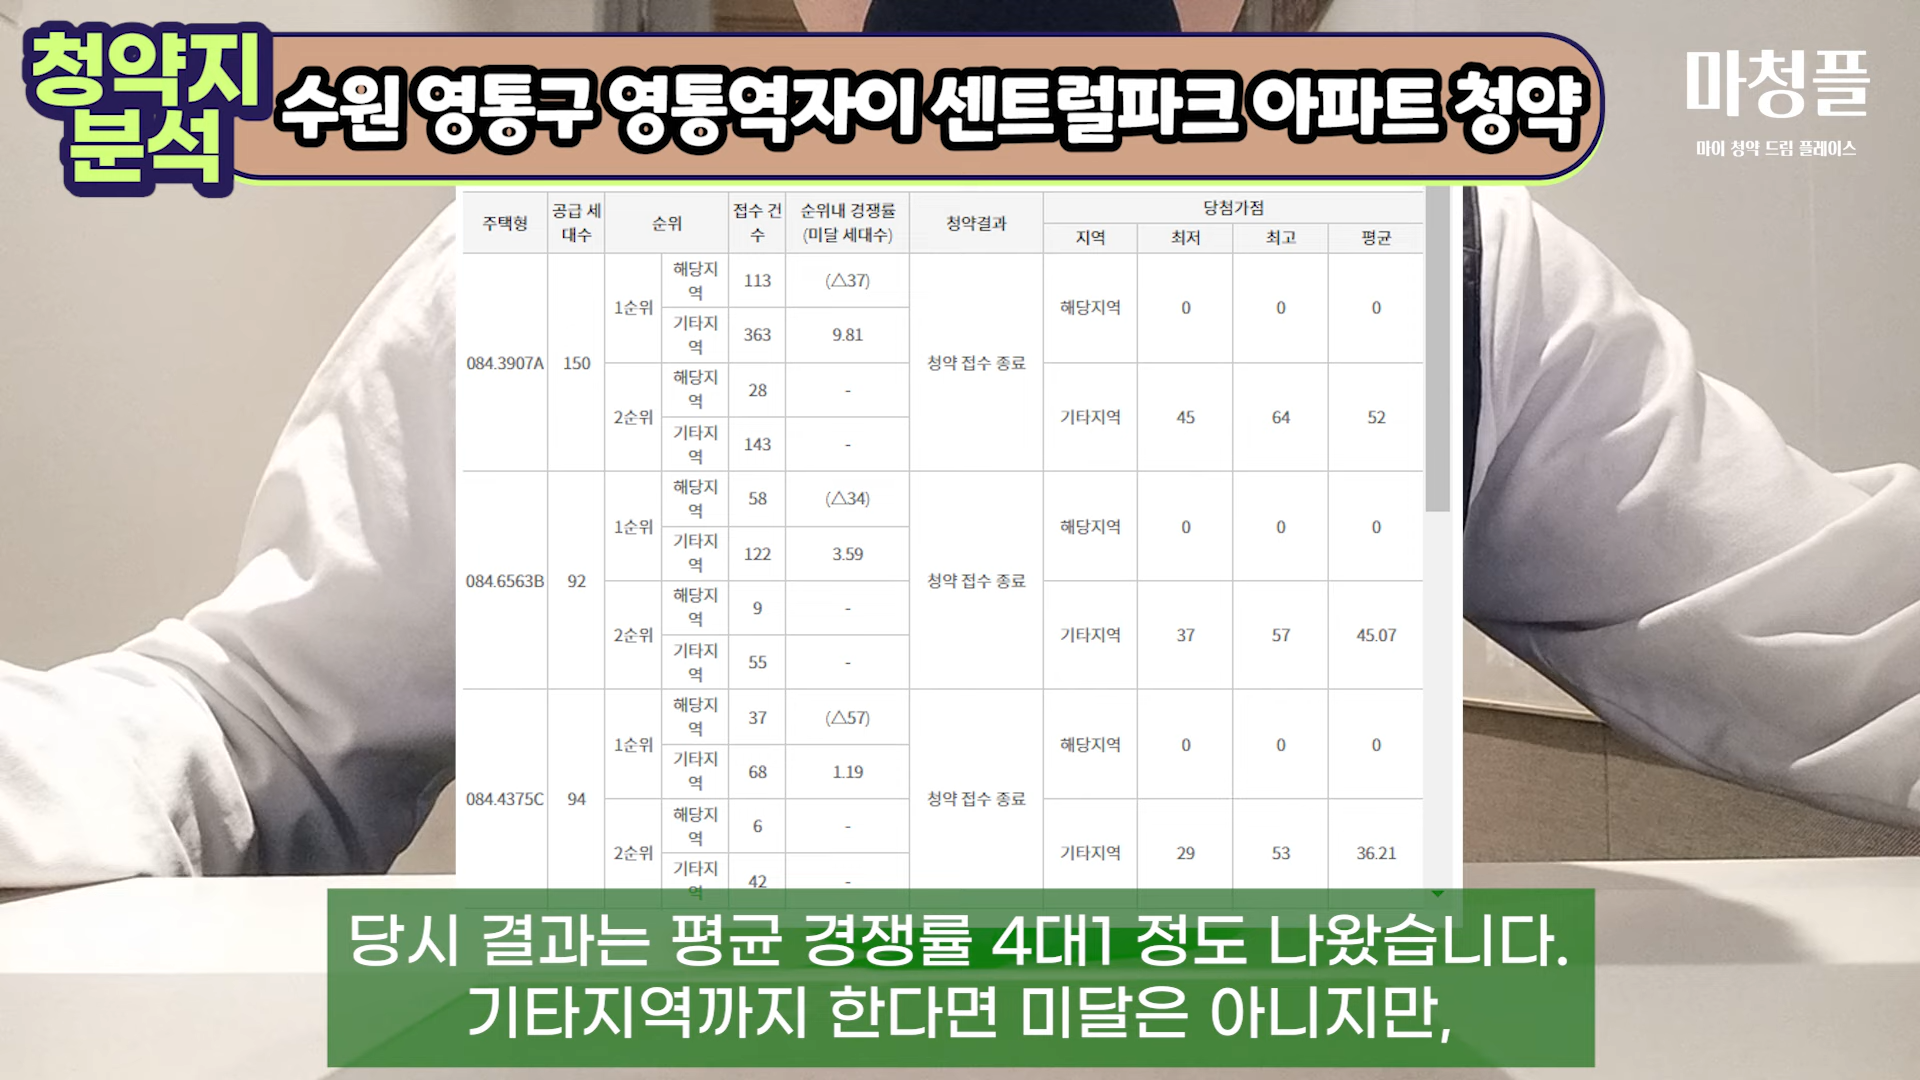 청약지
분석
수원 영통구 영통역자이 센트럴파크 아파트 청약
마청플
마이 청약 드림 플레이스
주택형 공급 세대수 순위 접수 건수 순위내 경쟁률 (미달 세대수) 청약결과 당첨가점
지역 최저 최고 평균
084.3907A 150 1순위 해당지역 113 (△37) 청약 접수 종료 해당지역 0 0 0
기타지역 363 9.81
2순위 해당지역 28 - 기타지역 45 64 52
기타지역 143 -
084.6563B 92 1순위 해당지역 58 (△34) 청약 접수 종료 해당지역 0 0 0
기타지역 122 3.59
2순위 해당지역 9 - 기타지역 37 57 45.07
기타지역 55 -
084.4375C 94 1순위 해당지역 37 (△57) 청약 접수 종료 해당지역 0 0 0
기타지역 68 1.19
2순위 해당지역 6 - 기타지역 29 53 36.21
기타지역 42 -
당시 결과는 평균 경쟁률 4대1 정도 나왔습니다.
기타지역까지 한다면 미달은 아니지만,